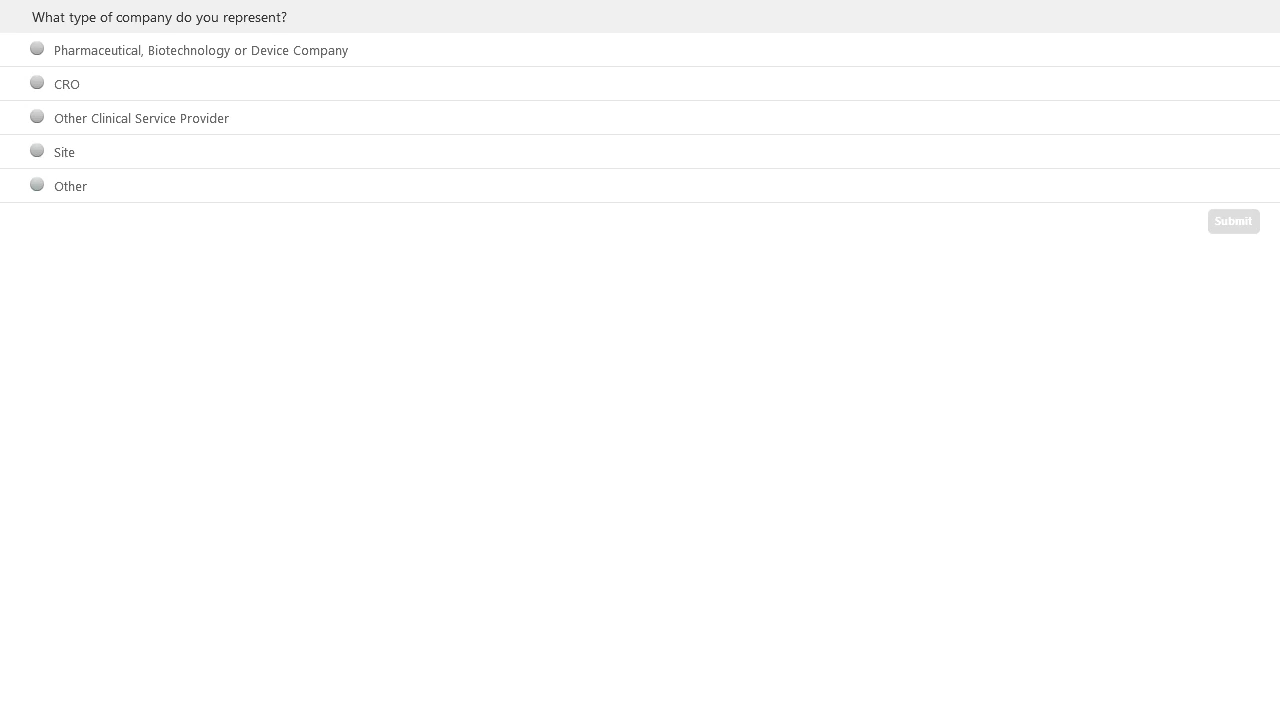 What type of company do you represent?
Pharmaceutical, Biotechnology or Device Company
CRO
Other Clinical Service Provider
Site
Other
Submit